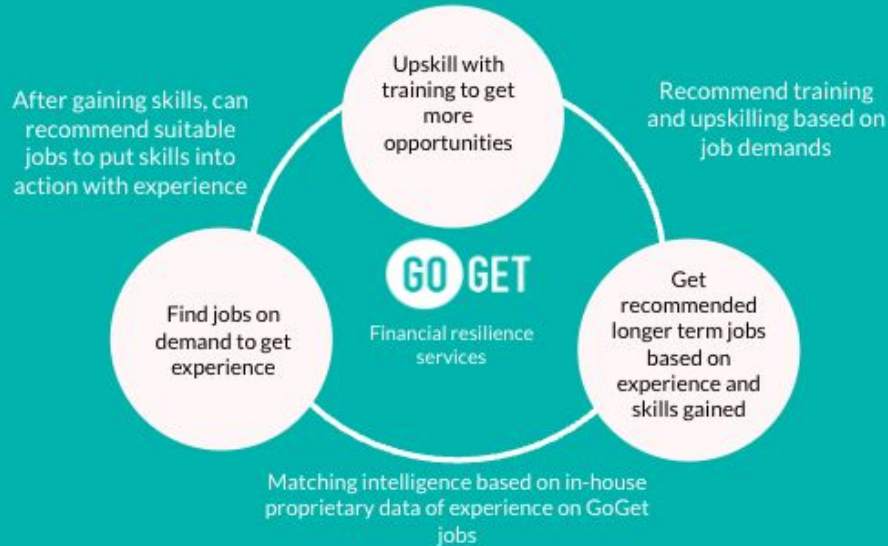 Upskill with
training to get
more
opportunities
After gaining skills, can
recommend suitable
jobs to put skills into
action with experience
Recommend training
and upskilling based on
job demands
GO GET
Financial resilience
services
Find jobs on
demand to get
experience
Get
recommended
longer term jobs
based on
experience and
skills gained
Matching intelligence based on in-house
proprietary data of experience on GoGet
jobs